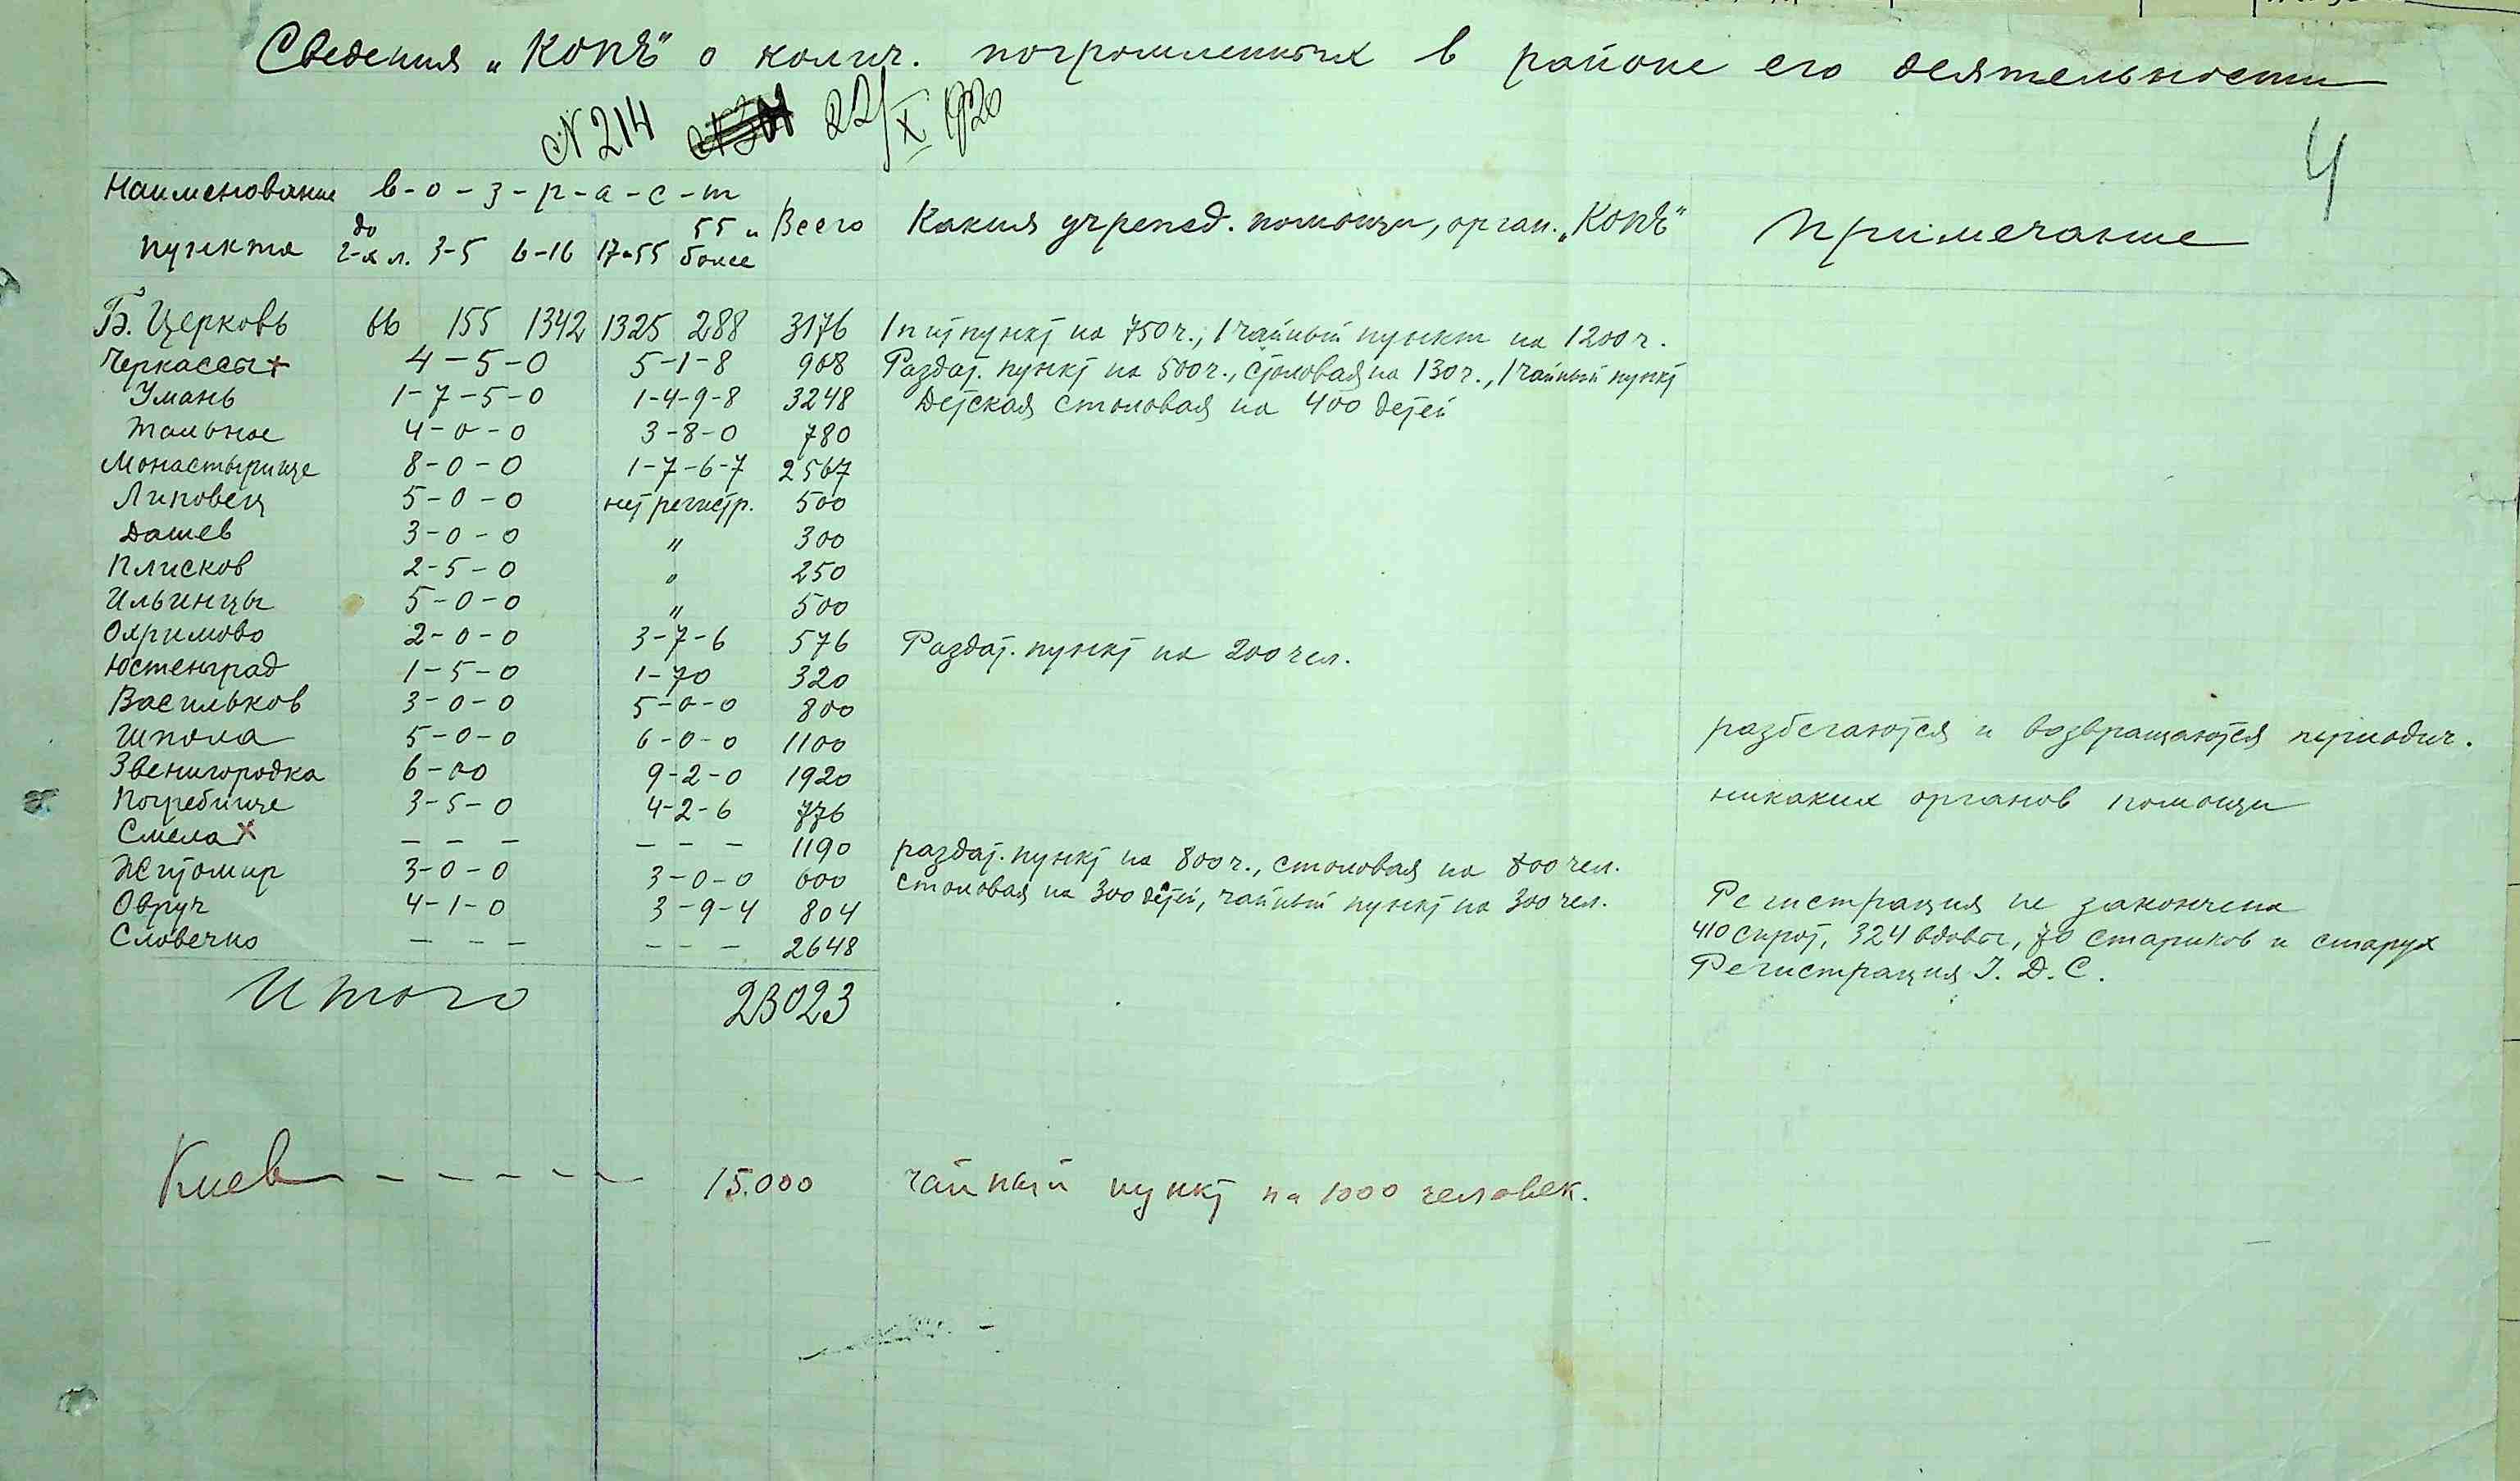 Сведения „КОПЕ" о колич. погромленных в районе его деятельности
N 214 22/X 1920
4
Наименование в-о-з-р-а-с-т
пункта до 2-х л. 3-5 6-16 17-55 55 и более Всего Какия учрежд. помощи, орган. „КОПЕ" Примечание
Б. Церковь 66 155 1342 1325 288 3176 1 пит пункт на 750 ч., 1 чайный пункт на 1200 ч.
Черкассы + 4-5-0 5-1-8 968 Раздат. пункт на 500 ч., столовая на 130 ч., 1 чайный пункт
Умань 1-7-5-0 1-4-9-8 3248 Детская столовая на 400 детей
Тальное 4-0-0 3-8-0 780
Монастырище 8-0-0 1-7-6-7 2567
Липовец 5-0-0 нет регистр. 500
Дашев 3-0-0 " 300
Плисков 2-5-0 " 250
Ильинцы 5-0-0 " 500
Охримово 2-0-0 3-7-6 576 Раздат. пункт на 200 чел.
Юстенград 1-5-0 1-70 320
Васильков 3-0-0 5-0-0 800
Шпола 5-0-0 6-0-0 1100 разбегаются и возвращаются периодич.
Звенигородка 6-00 9-2-0 1920
Погребище 3-5-0 4-2-6 776 никаких органов помощи
Смела х - - - - - - 1190 раздат. пункт на 800 ч., столовая на 800 чел.
Житомир 3-0-0 3-0-0 600 столовая на 300 детей, чайный пункт на 300 чел. Регистрация не закончена
Овруч 4-1-0 3-9-4 804 410 сирот, 324 вдовы, 70 стариков и старух
Словечно - - - - - - 2648 Регистрация I. Д. С.
Итого 23023
Киев - - - - - - 15.000 чайный пункт на 1000 человек.